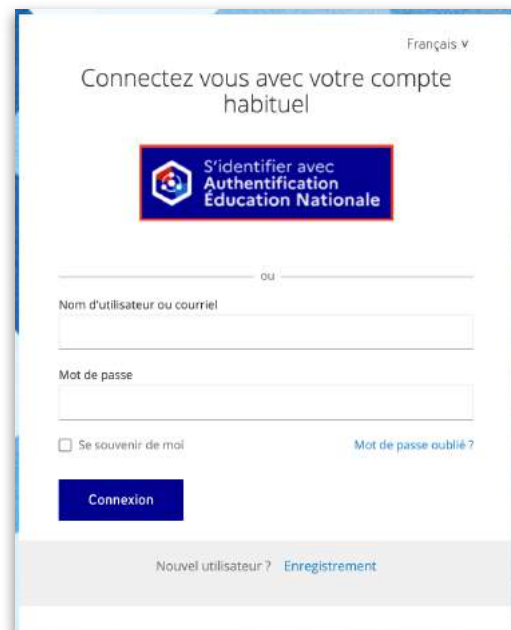 Français ∨
Connectez vous avec votre compte
habituel
S'identifier avec
Authentification
Éducation Nationale
ou
Nom d'utilisateur ou courriel
Mot de passe
Se souvenir de moi
Mot de passe oublié ?
Connexion
Nouvel utilisateur ? Enregistrement